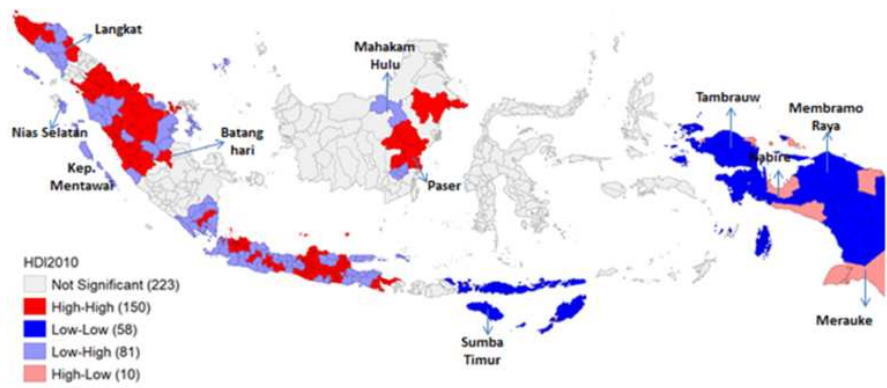 Langkat
Mahakam
Hulu
Tambrauw
Membramo
Raya
Nias Selatan
Batang
hari
Nabire
Kep.
Mentawai
Paser
HDI2010
Not Significant (223)
High-High (150)
Low-Low (58)
Low-High (81)
High-Low (10)
Sumba
Timur
Merauke